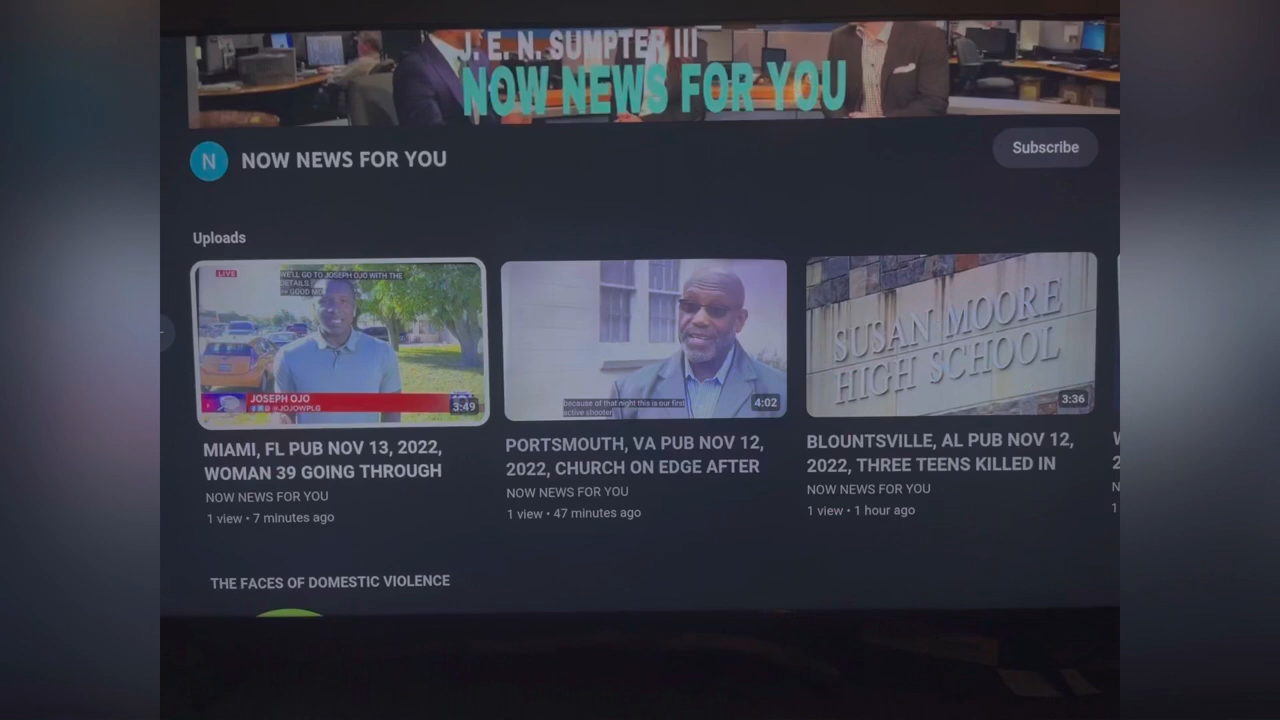 J. E. N. SUMPTER III
NOW NEWS FOR YOU
N
NOW NEWS FOR YOU
Subscribe
Uploads
LIVE
WE'LL GO TO JOSEPH OJO WITH THE
DETAILS.
>> GOOD MO
JOSEPH OJO
@JOJOWPLG
3:49
because of that night this is our first
active shooter
4:02
SUSAN MOORE
HIGH SCHOOL
3:36
MIAMI, FL PUB NOV 13, 2022,
WOMAN 39 GOING THROUGH
NOW NEWS FOR YOU
1 view • 7 minutes ago
PORTSMOUTH, VA PUB NOV 12,
2022, CHURCH ON EDGE AFTER
NOW NEWS FOR YOU
1 view • 47 minutes ago
BLOUNTSVILLE, AL PUB NOV 12,
2022, THREE TEENS KILLED IN
NOW NEWS FOR YOU
1 view • 1 hour ago
THE FACES OF DOMESTIC VIOLENCE